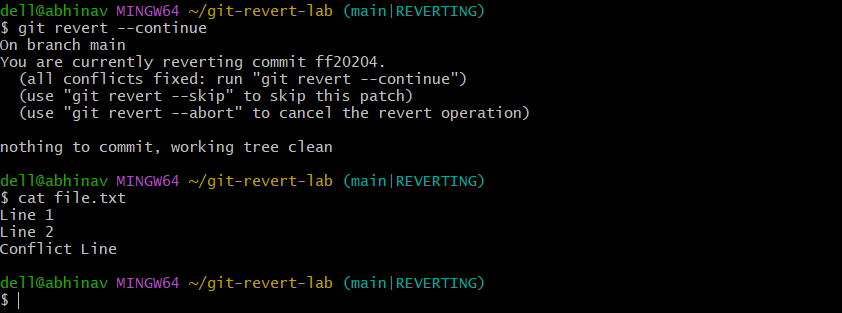 dell@abhinav MINGW64 ~/git-revert-lab (main|REVERTING)
$ git revert --continue
On branch main
You are currently reverting commit ff20204.
  (all conflicts fixed: run "git revert --continue")
  (use "git revert --skip" to skip this patch)
  (use "git revert --abort" to cancel the revert operation)

nothing to commit, working tree clean

dell@abhinav MINGW64 ~/git-revert-lab (main|REVERTING)
$ cat file.txt
Line 1
Line 2
Conflict Line

dell@abhinav MINGW64 ~/git-revert-lab (main|REVERTING)
$